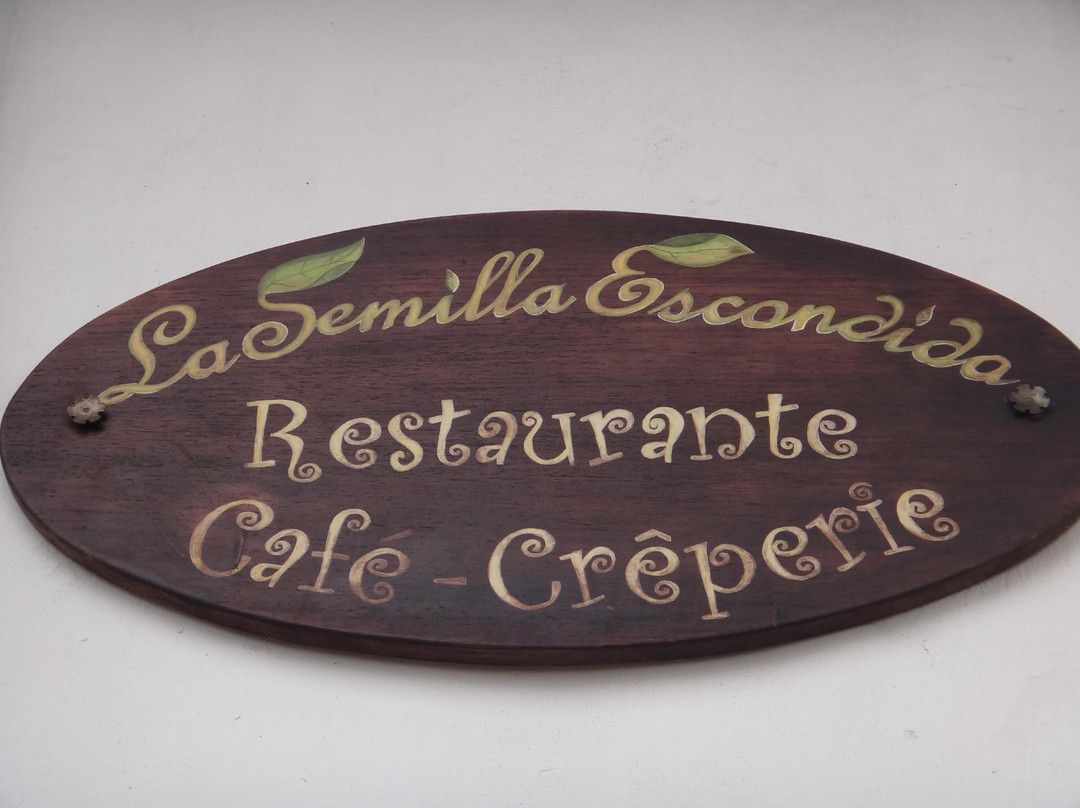 La Semilla Escondida
Restaurante
Café - Crêperie